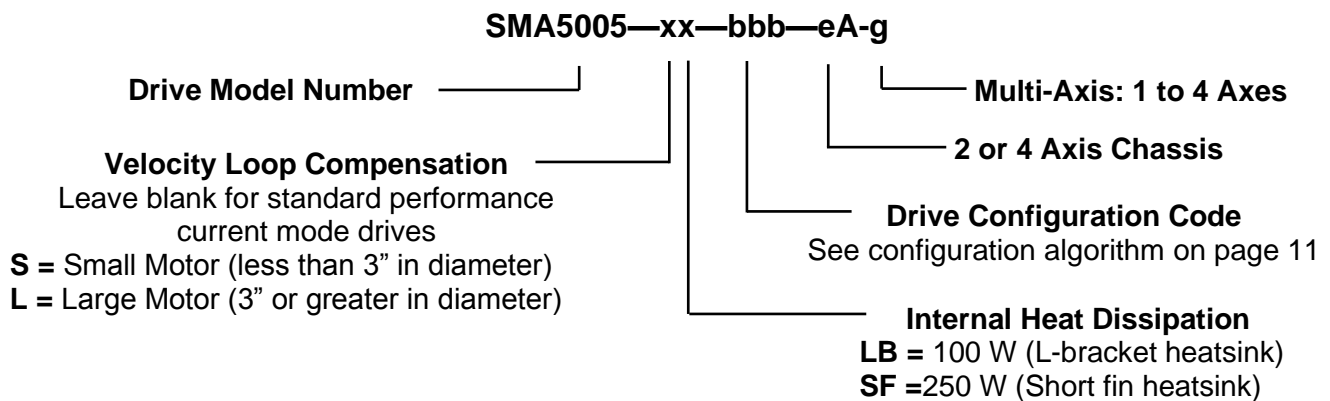 SMA5005—xx—bbb—eA-g
Drive Model Number
Multi-Axis: 1 to 4 Axes
Velocity Loop Compensation
Leave blank for standard performance
current mode drives
S = Small Motor (less than 3” in diameter)
L = Large Motor (3” or greater in diameter)
2 or 4 Axis Chassis
Drive Configuration Code
See configuration algorithm on page 11
Internal Heat Dissipation
LB = 100 W (L-bracket heatsink)
SF =250 W (Short fin heatsink)